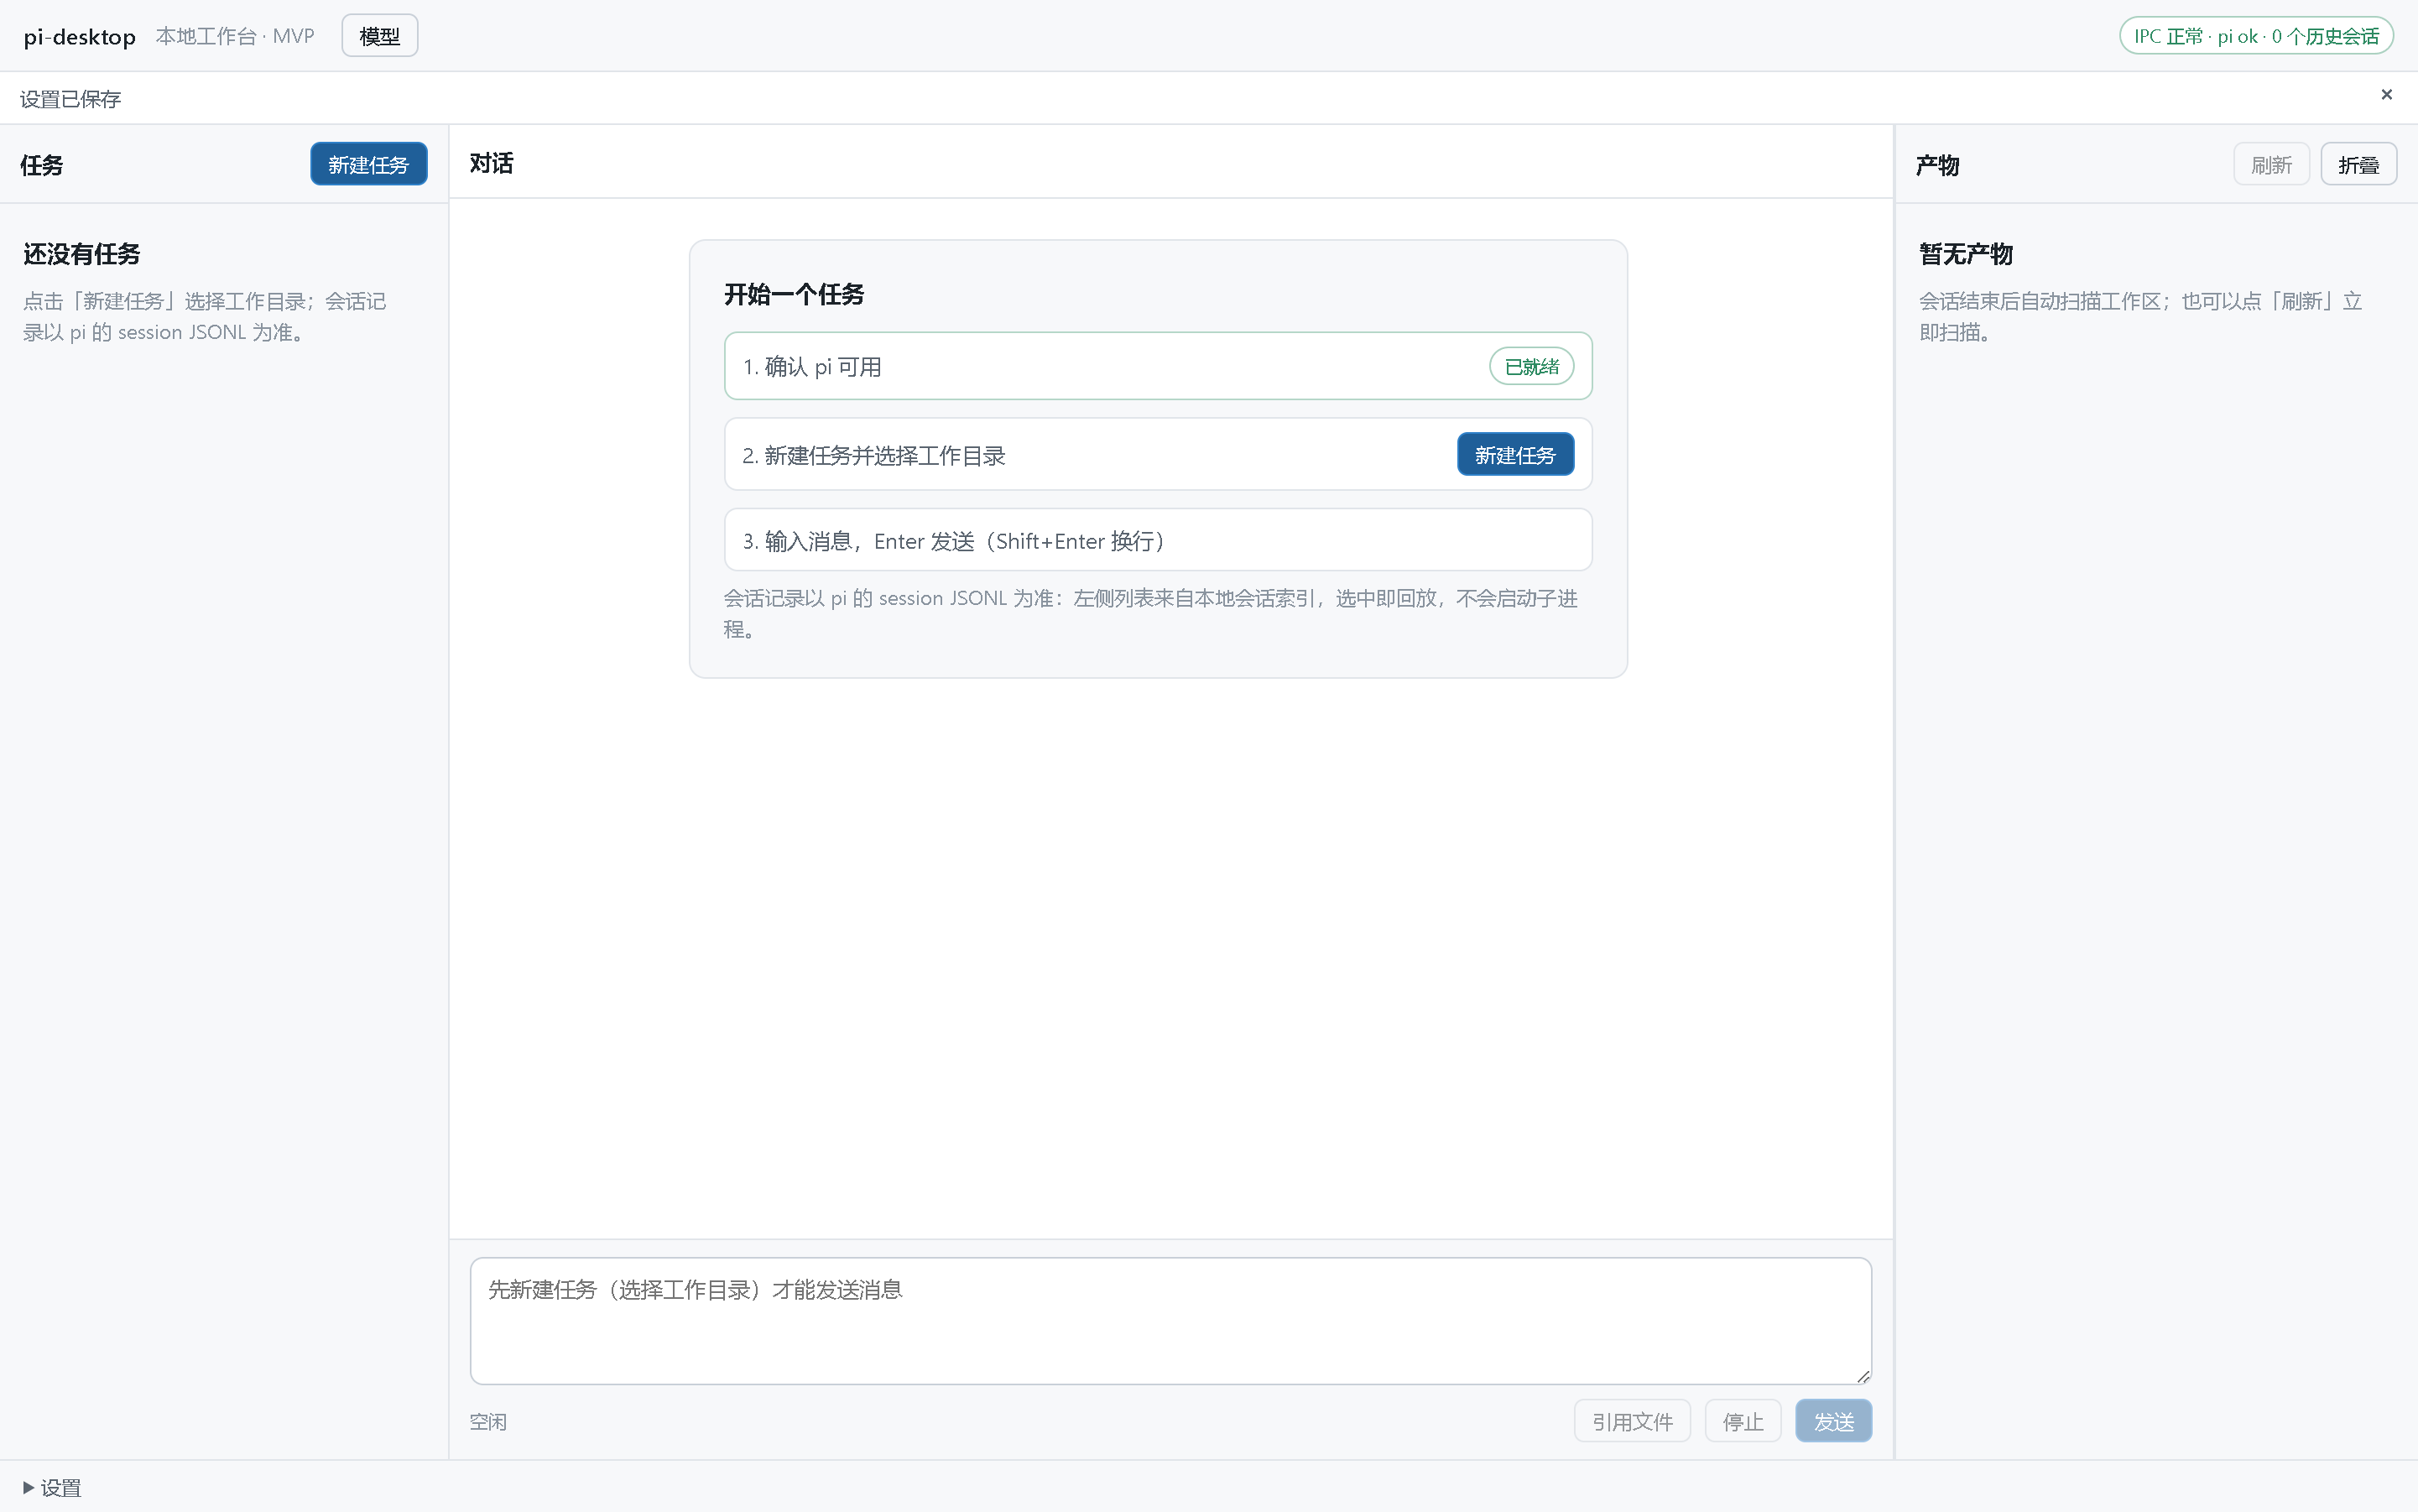 pi-desktop 本地工作台 · MVP 模型
IPC 正常 · pi ok · 0 个历史会话
设置已保存
×
任务 新建任务
还没有任务
点击「新建任务」选择工作目录；会话记
录以 pi 的 session JSONL 为准。
对话
开始一个任务
1. 确认 pi 可用 已就绪
2. 新建任务并选择工作目录 新建任务
3. 输入消息，Enter 发送（Shift+Enter 换行）
会话记录以 pi 的 session JSONL 为准：左侧列表来自本地会话索引，选中即回放，不会启动子进
程。
产物 刷新 折叠
暂无产物
会话结束后自动扫描工作区；也可以点「刷新」立
即扫描。
先新建任务（选择工作目录）才能发送消息
空闲 引用文件 停止 发送
▶ 设置